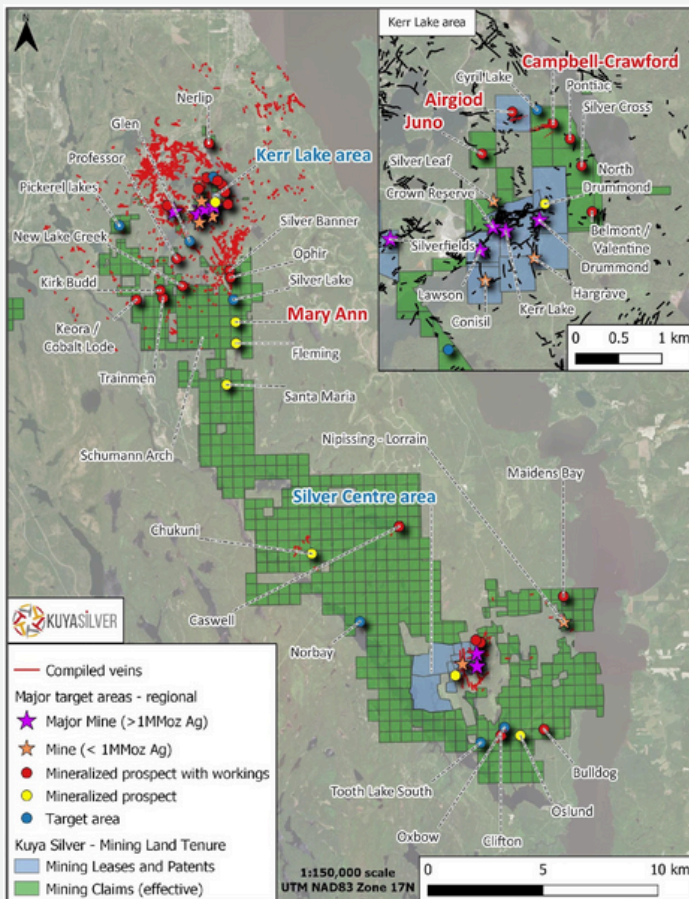 Nerlip
Glen
Professor
Kerr Lake area
Pickerel lakes
New Lake Creek
Silver Banner
Ophir
Kirk Budd
Silver Lake
Mary Ann
Keora /
Cobalt Lode
Fleming
Trainmen
Santa Maria
Schumann Arch
Nipissing - Lorrain
Maidens Bay
Silver Centre area
Chukuni
Caswell
Norbay
Tooth Lake South
Oxbow
Clifton
Oslund
Bulldog
Kerr Lake area
Campbell-Crawford
Cyril Lake
Pontiac
Airgiod
Silver Cross
Juno
Silver Leaf
North
Drummond
Crown Reserve
Silverfields
Belmont /
Valentine
Drummond
Lawson
Hargrave
Kerr Lake
Conisil
0 0.5 1 km
KUYASILVER
Compiled veins
Major target areas - regional
Major Mine (>1MMoz Ag)
Mine (< 1MMoz Ag)
Mineralized prospect with workings
Mineralized prospect
Target area
Kuya Silver - Mining Land Tenure
Mining Leases and Patents
Mining Claims (effective)
1:150,000 scale
UTM NAD83 Zone 17N
0 5 10 km